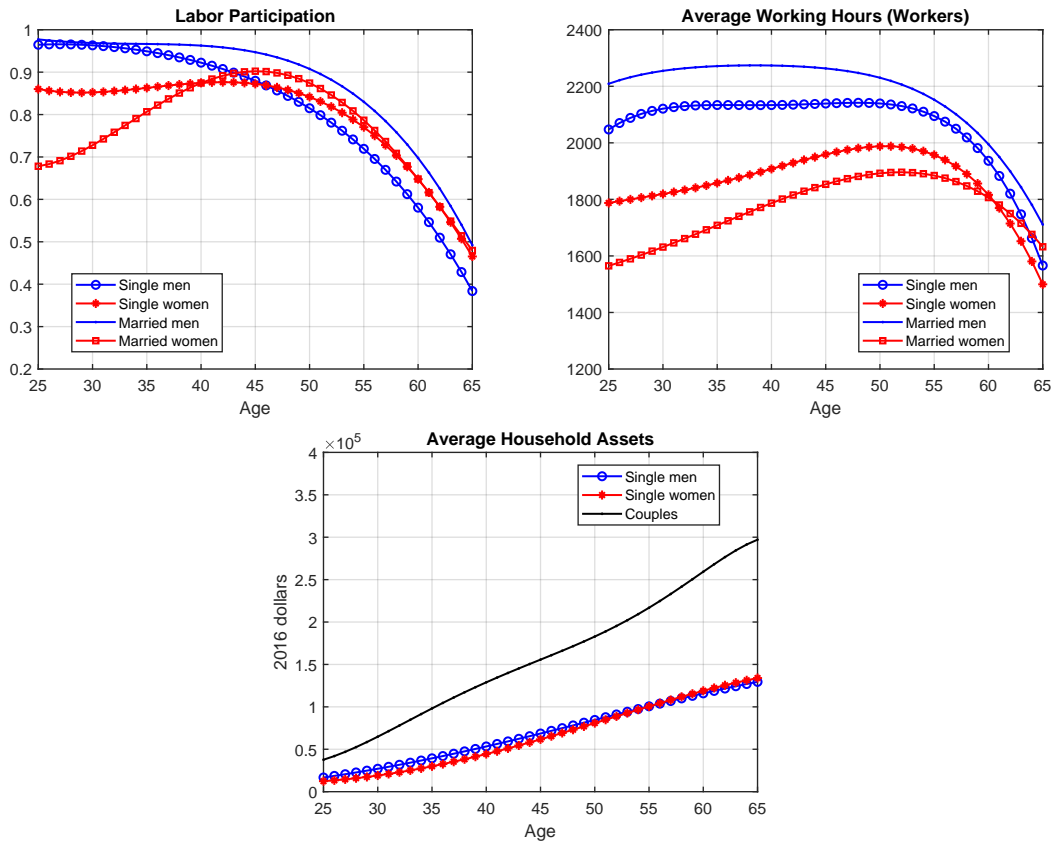 Labor Participation
1
0.9
0.8
0.7
0.6
0.5
0.4
0.3
0.2
25 30 35 40 45 50 55 60 65
Age
Single men
Single women
Married men
Married women
Average Working Hours (Workers)
2400
2200
2000
1800
1600
1400
1200
25 30 35 40 45 50 55 60 65
Age
Single men
Single women
Married men
Married women
Average Household Assets
×10^5
4
3.5
3
2.5
2
1.5
1
0.5
0
2016 dollars
25 30 35 40 45 50 55 60 65
Age
Single men
Single women
Couples